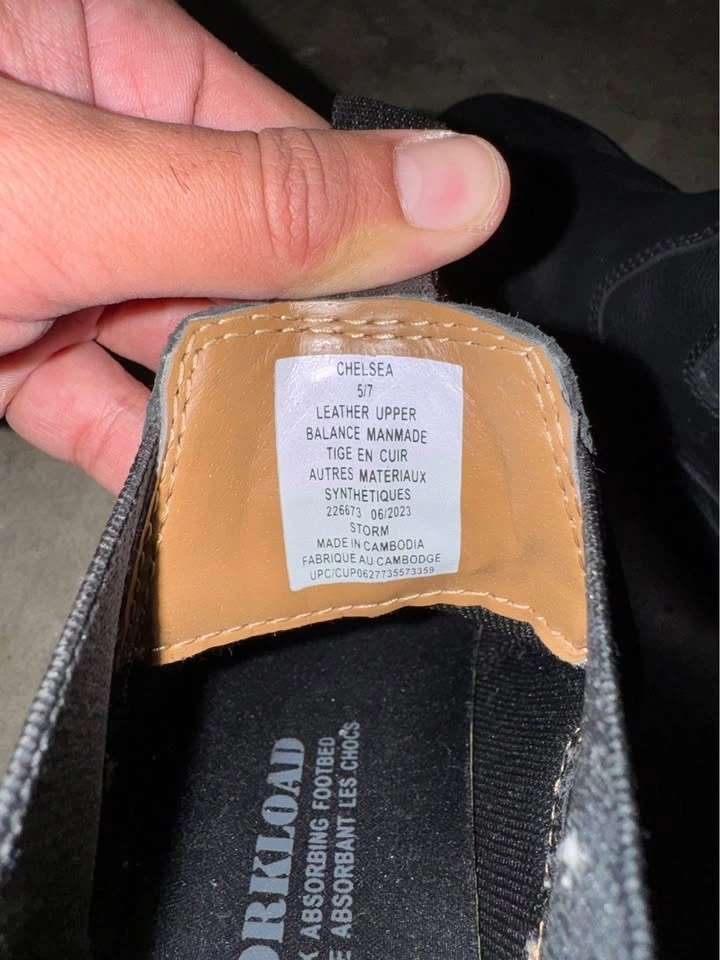 CHELSEA
5/7
LEATHER UPPER
BALANCE MANMADE
TIGE EN CUIR
AUTRES MATERIAUX
SYNTHÉTIQUES
226673 06/2023
STORM
MADE IN CAMBODIA
FABRIQUE AU CAMBODGE
UPC/CUP0627735573359
ORKLOAD
K ABSORBING FOOTBED
E ABSORBANT LES CHOCS